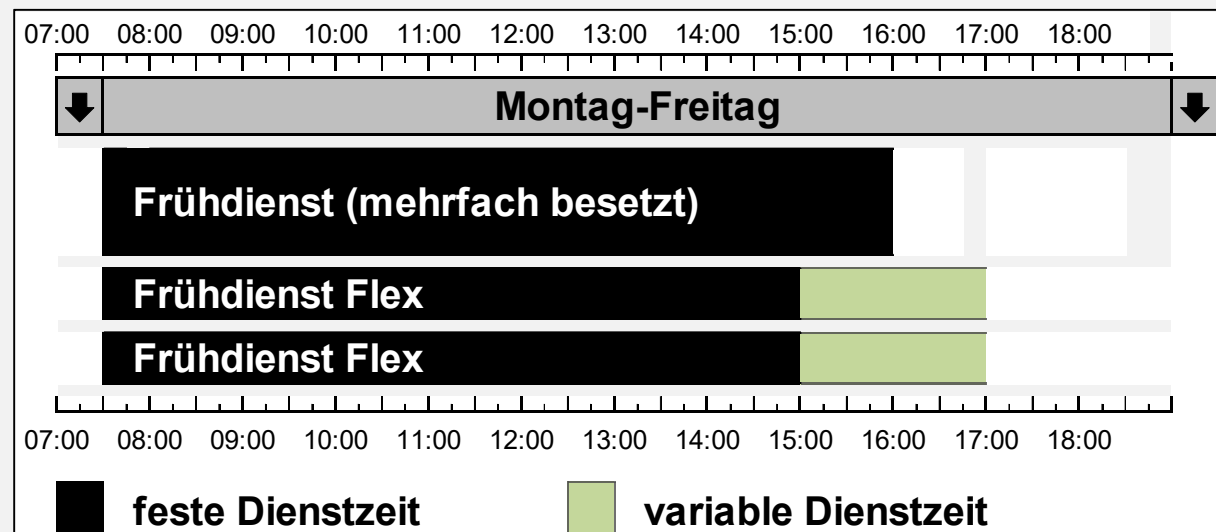 07:00 08:00 09:00 10:00 11:00 12:00 13:00 14:00 15:00 16:00 17:00 18:00
Montag-Freitag
Frühdienst (mehrfach besetzt)
Frühdienst Flex
Frühdienst Flex
07:00 08:00 09:00 10:00 11:00 12:00 13:00 14:00 15:00 16:00 17:00 18:00
feste Dienstzeit variable Dienstzeit